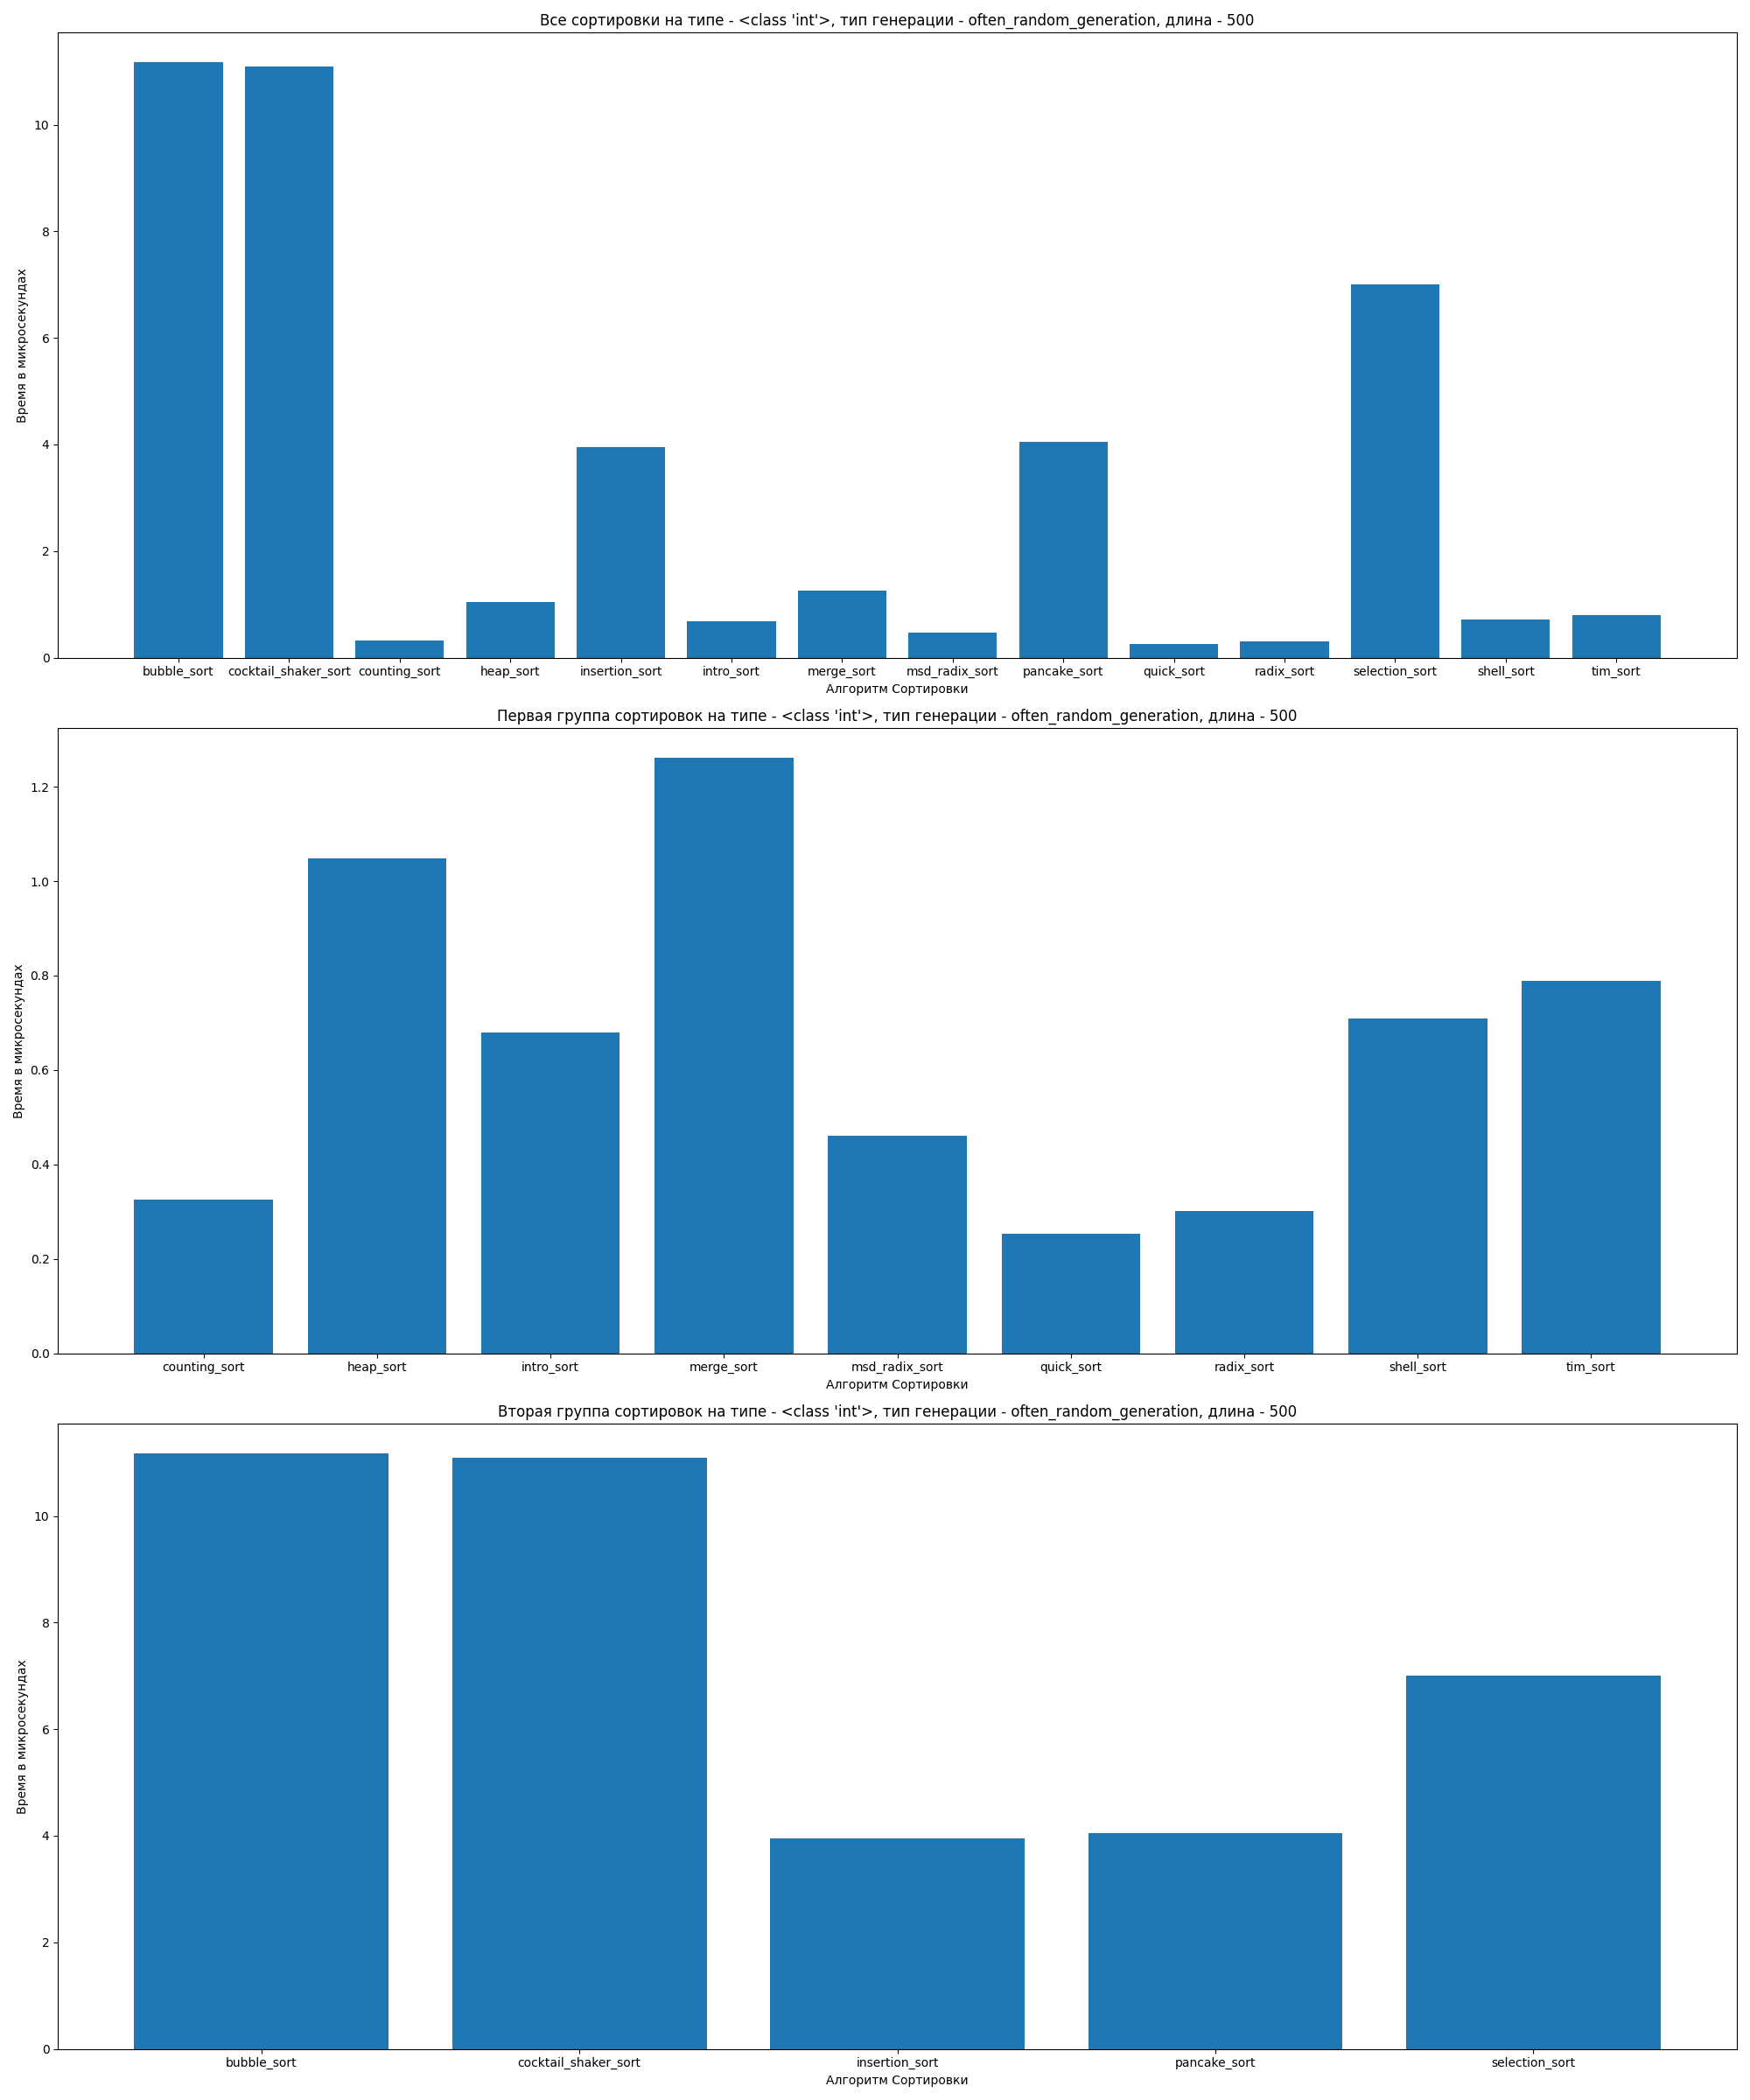 Все сортировки на типе - <class 'int'>, тип генерации - often_random_generation, длина - 500
Время в микросекундах
10
8
6
4
2
0
bubble_sort cocktail_shaker_sort counting_sort heap_sort insertion_sort intro_sort merge_sort msd_radix_sort pancake_sort quick_sort radix_sort selection_sort shell_sort tim_sort
Алгоритм Сортировки
Первая группа сортировок на типе - <class 'int'>, тип генерации - often_random_generation, длина - 500
Время в микросекундах
1.2
1.0
0.8
0.6
0.4
0.2
0.0
counting_sort heap_sort intro_sort merge_sort msd_radix_sort quick_sort radix_sort shell_sort tim_sort
Алгоритм Сортировки
Вторая группа сортировок на типе - <class 'int'>, тип генерации - often_random_generation, длина - 500
Время в микросекундах
10
8
6
4
2
0
bubble_sort cocktail_shaker_sort insertion_sort pancake_sort selection_sort
Алгоритм Сортировки